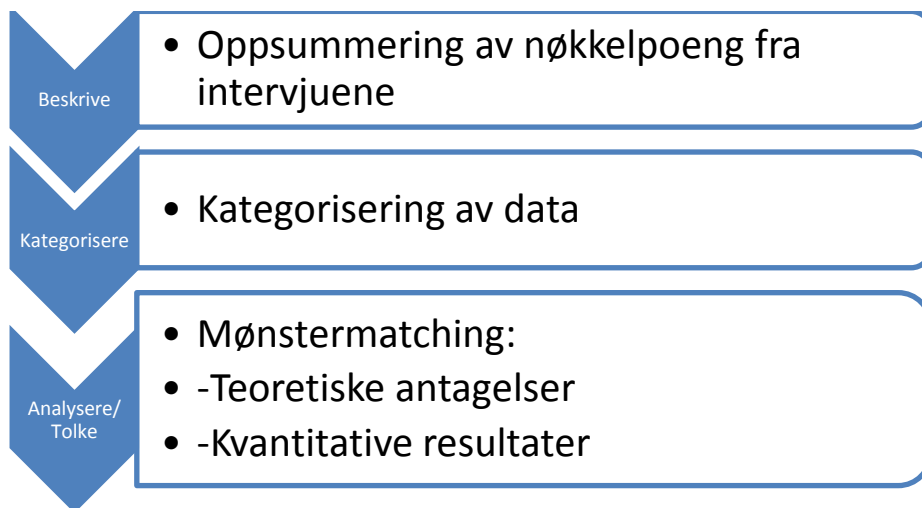 Beskrive
• Oppsummering av nøkkelpoeng fra
intervjuene
Kategorisere
• Kategorisering av data
Analysere/
Tolke
• Mønstermatching:
• -Teoretiske antagelser
• -Kvantitative resultater